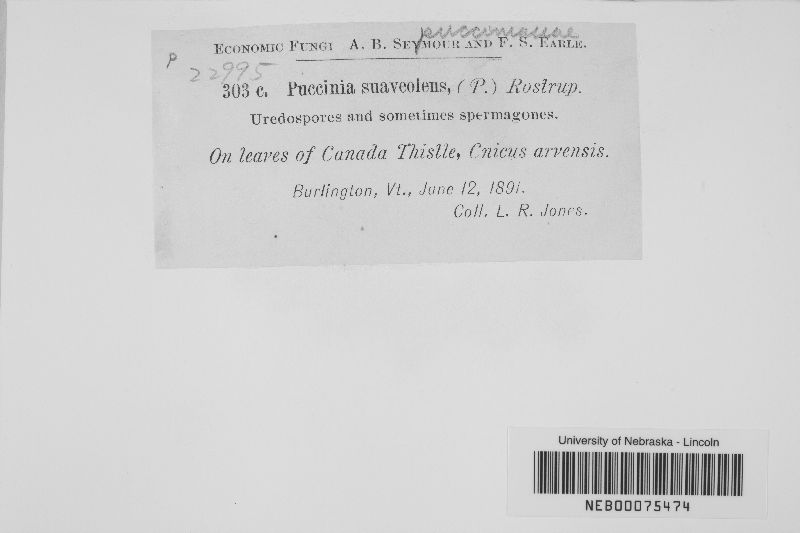 pucciniaceae
ECONOMIC FUNGI A. B. SEYMOUR AND F. S. EARLE.
P
22995
303 c. Puccinia suaveolens, (P.) Rostrup.
Uredospores and sometimes spermagones.
On leaves of Canada Thistle, Cnicus arvensis.
Burlington, Vt., June 12, 1891.
Coll. L. R. Jones.
University of Nebraska - Lincoln
NEB00075474